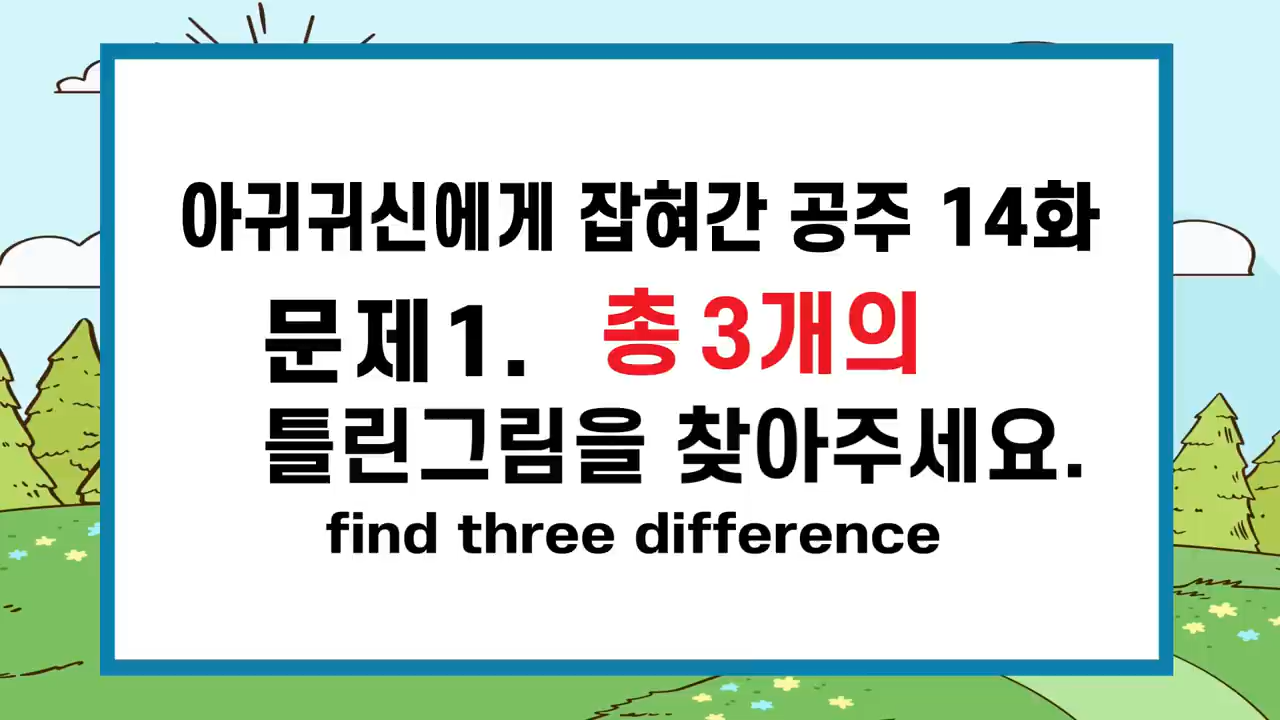 아귀귀신에게 잡혀간 공주 14화
문제1. 총 3개의
틀린그림을 찾아주세요.
find three difference